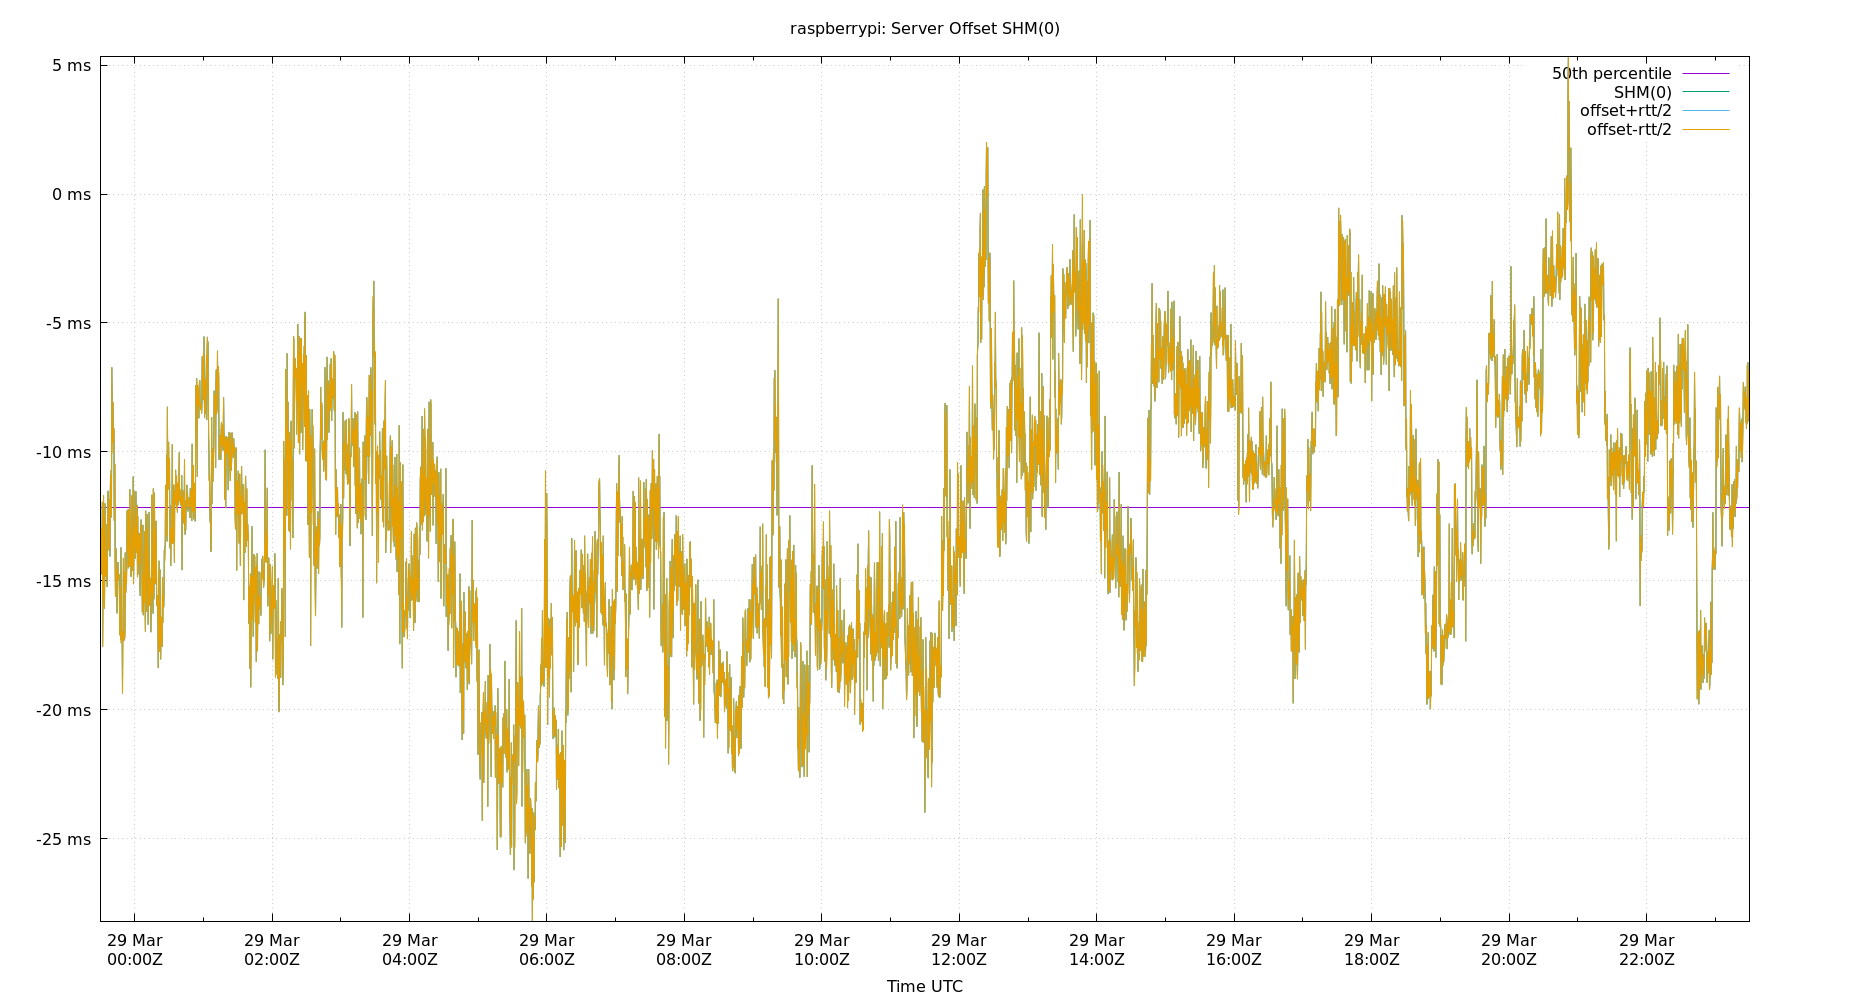 raspberrypi: Server Offset SHM(0)
5 ms
0 ms
-5 ms
-10 ms
-15 ms
-20 ms
-25 ms
50th percentile
SHM(0)
offset+rtt/2
offset-rtt/2
29 Mar
00:00Z
29 Mar
02:00Z
29 Mar
04:00Z
29 Mar
06:00Z
29 Mar
08:00Z
29 Mar
10:00Z
29 Mar
12:00Z
29 Mar
14:00Z
29 Mar
16:00Z
29 Mar
18:00Z
29 Mar
20:00Z
29 Mar
22:00Z
Time UTC